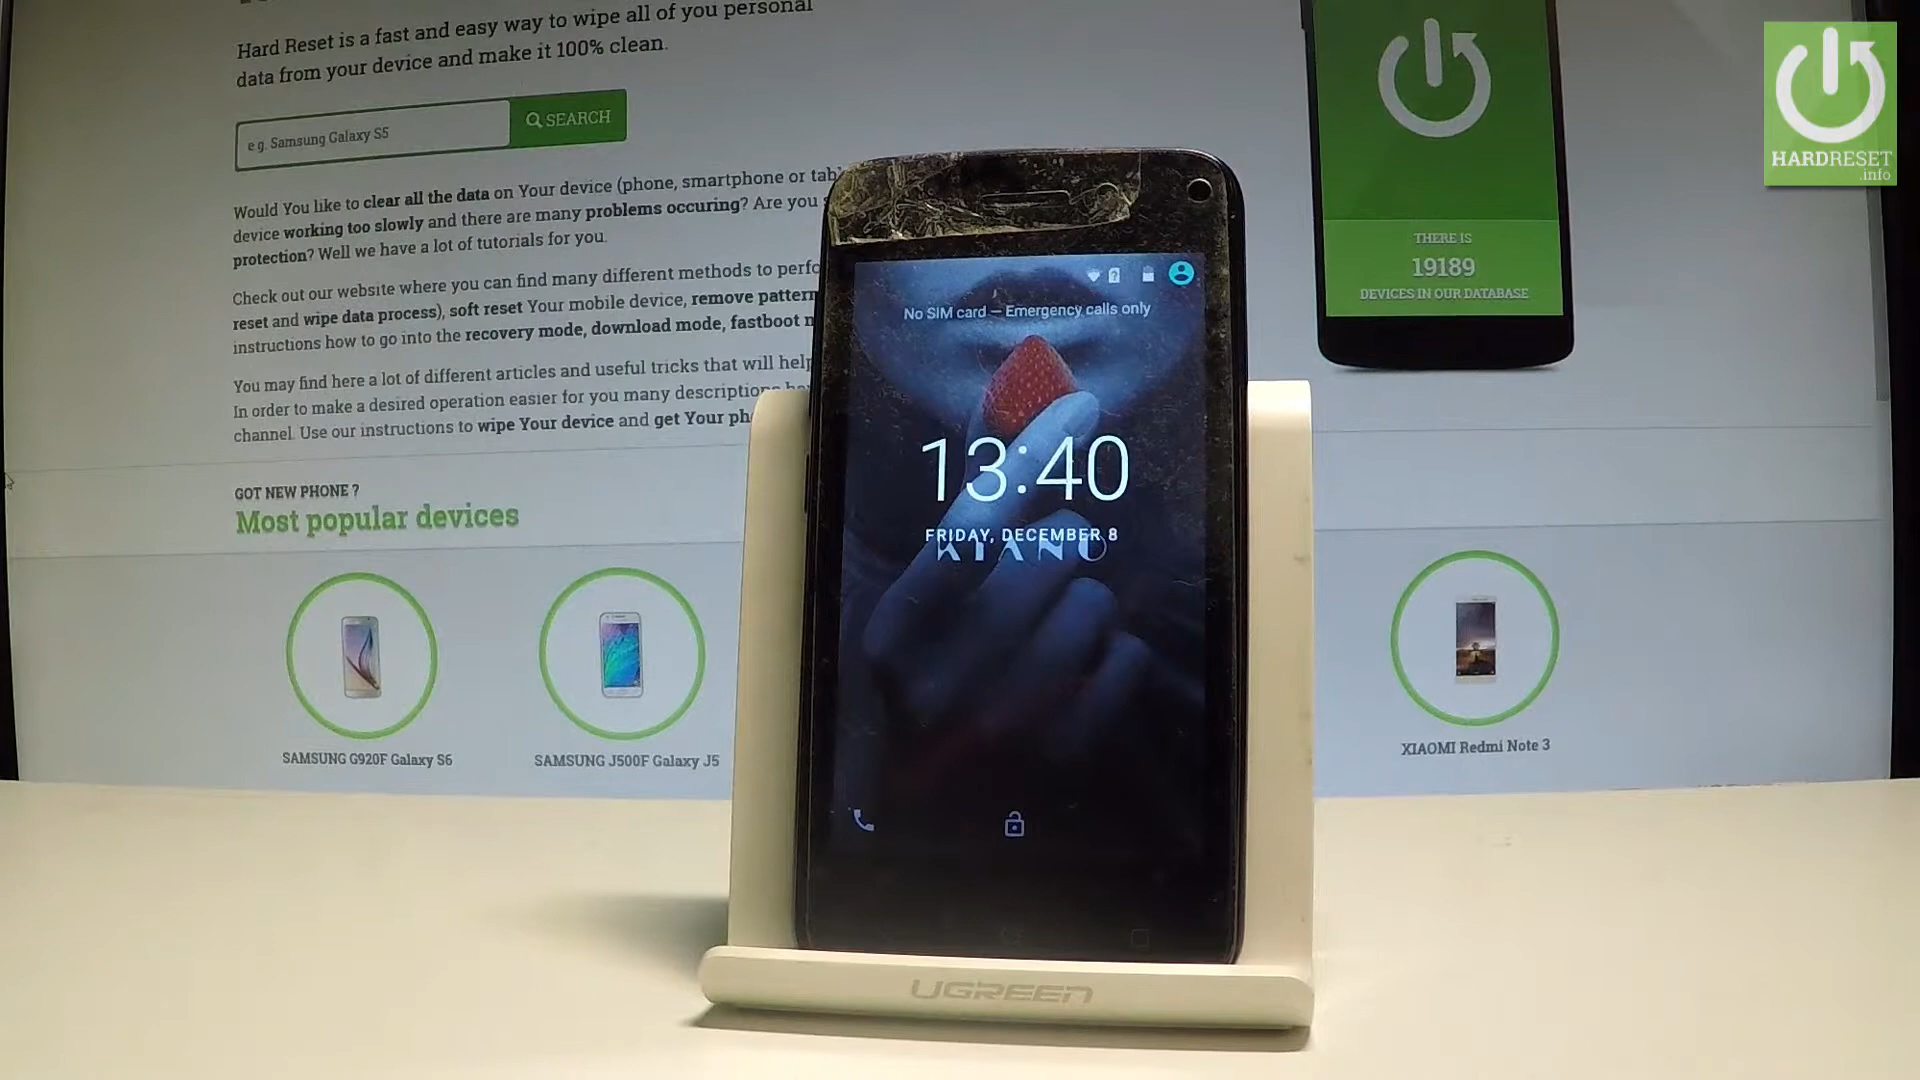 Hard Reset is a fast and easy way to wipe all of you personal
data from your device and make it 100% clean.
e.g. Samsung Galaxy S5
SEARCH
Would You like to clear all the data on Your device (phone, smartphone or
device working too slowly and there are many problems occuring? Are you
protection? Well we have a lot of tutorials for you.
Check out our website where you can find many different methods to
reset and wipe data process), soft reset Your mobile device, remove pattern
instructions how to go into the recovery mode, download mode, fastboot
You may find here a lot of different articles and useful tricks that will help
In order to make a desired operation easier for you many
channel. Use our instructions to wipe Your device and get Your
GOT NEW PHONE ?
Most popular devices
SAMSUNG G920F Galaxy S6
SAMSUNG J500F Galaxy J5
XIAOMI Redmi Note 3
THERE IS
19189
DEVICES IN OUR DATABASE
HARDRESET
.info
No SIM card — Emergency calls only
13:40
FRIDAY, DECEMBER 8
KIANO
UGREEN